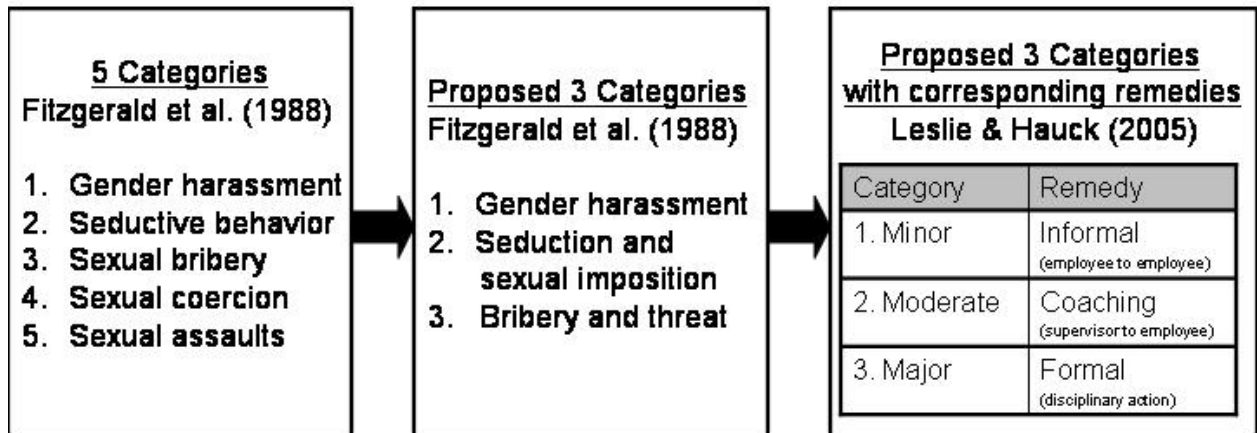 5 Categories
Fitzgerald et al. (1988)
1. Gender harassment
2. Seductive behavior
3. Sexual bribery
4. Sexual coercion
5. Sexual assaults
Proposed 3 Categories
Fitzgerald et al. (1988)
1. Gender harassment
2. Seduction and
sexual imposition
3. Bribery and threat
Proposed 3 Categories
with corresponding remedies
Leslie & Hauck (2005)
Category Remedy
1. Minor Informal
(employee to employee)
2. Moderate Coaching
(supervisor to employee)
3. Major Formal
(disciplinary action)